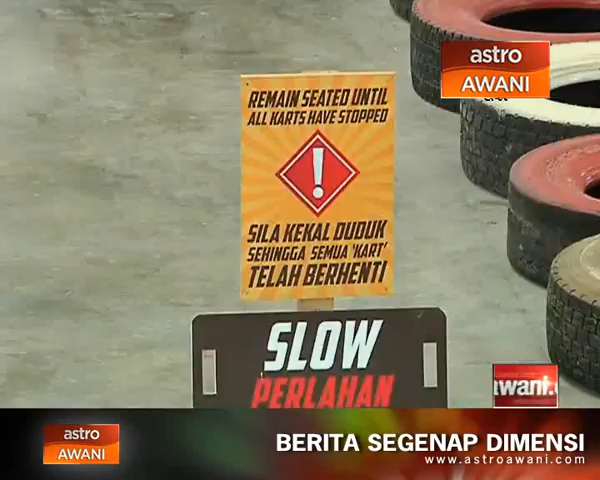 astro
AWANI
REMAIN SEATED UNTIL
ALL KARTS HAVE STOPPED
!
SILA KEKAL DUDUK
SEHINGGA SEMUA 'KART'
TELAH BERHENTI
SLOW
PERLAHAN
awani.c
astro
AWANI
BERITA SEGENAP DIMENSI
www.astroawani.com